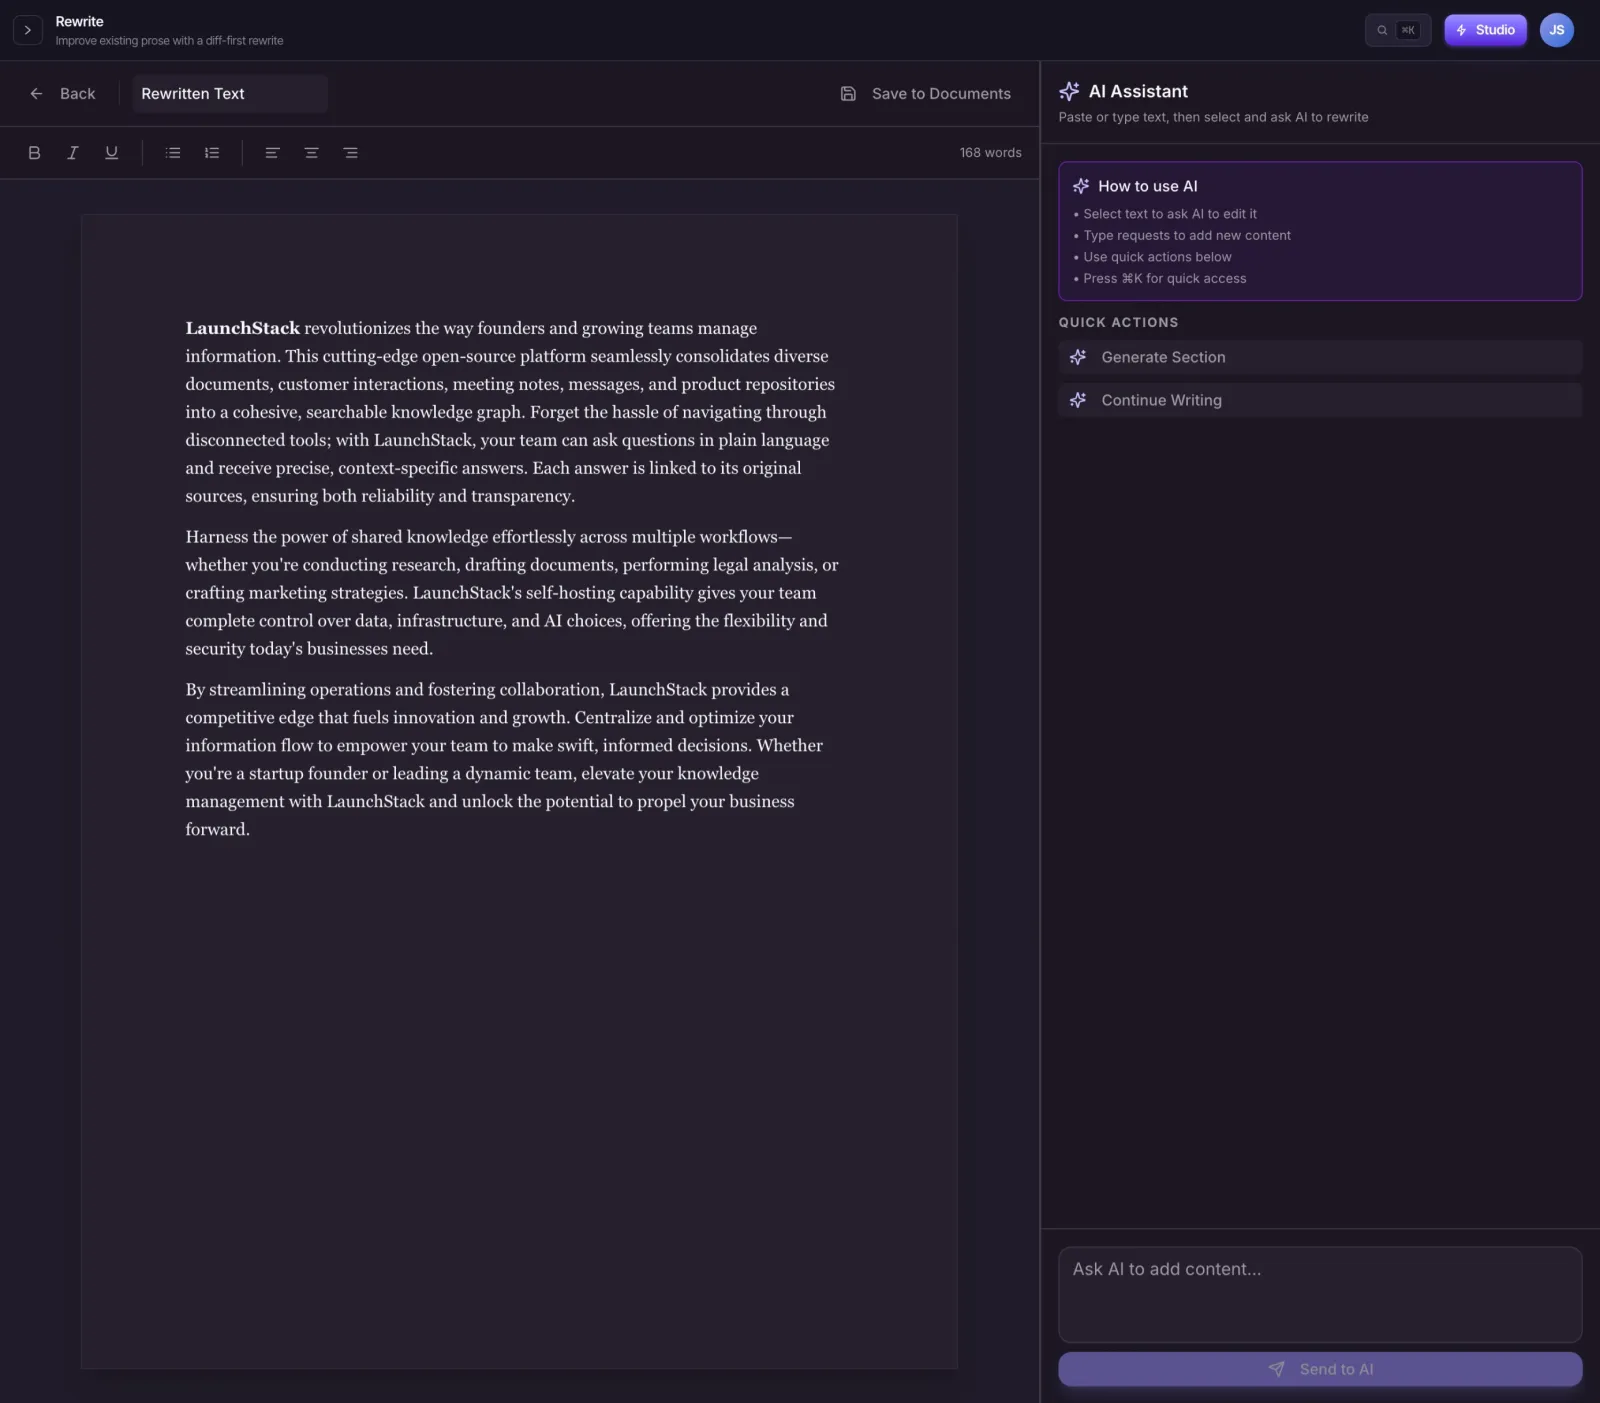 Rewrite
Improve existing prose with a diff-first rewrite
⌘K
Studio
JS
Back
Rewritten Text
Save to Documents
B I U
168 words
LaunchStack revolutionizes the way founders and growing teams manage
information. This cutting-edge open-source platform seamlessly consolidates diverse
documents, customer interactions, meeting notes, messages, and product repositories
into a cohesive, searchable knowledge graph. Forget the hassle of navigating through
disconnected tools; with LaunchStack, your team can ask questions in plain language
and receive precise, context-specific answers. Each answer is linked to its original
sources, ensuring both reliability and transparency.
Harness the power of shared knowledge effortlessly across multiple workflows—
whether you're conducting research, drafting documents, performing legal analysis, or
crafting marketing strategies. LaunchStack's self-hosting capability gives your team
complete control over data, infrastructure, and AI choices, offering the flexibility and
security today's businesses need.
By streamlining operations and fostering collaboration, LaunchStack provides a
competitive edge that fuels innovation and growth. Centralize and optimize your
information flow to empower your team to make swift, informed decisions. Whether
you're a startup founder or leading a dynamic team, elevate your knowledge
management with LaunchStack and unlock the potential to propel your business
forward.
AI Assistant
Paste or type text, then select and ask AI to rewrite
How to use AI
• Select text to ask AI to edit it
• Type requests to add new content
• Use quick actions below
• Press ⌘K for quick access
QUICK ACTIONS
Generate Section
Continue Writing
Ask AI to add content...
Send to AI